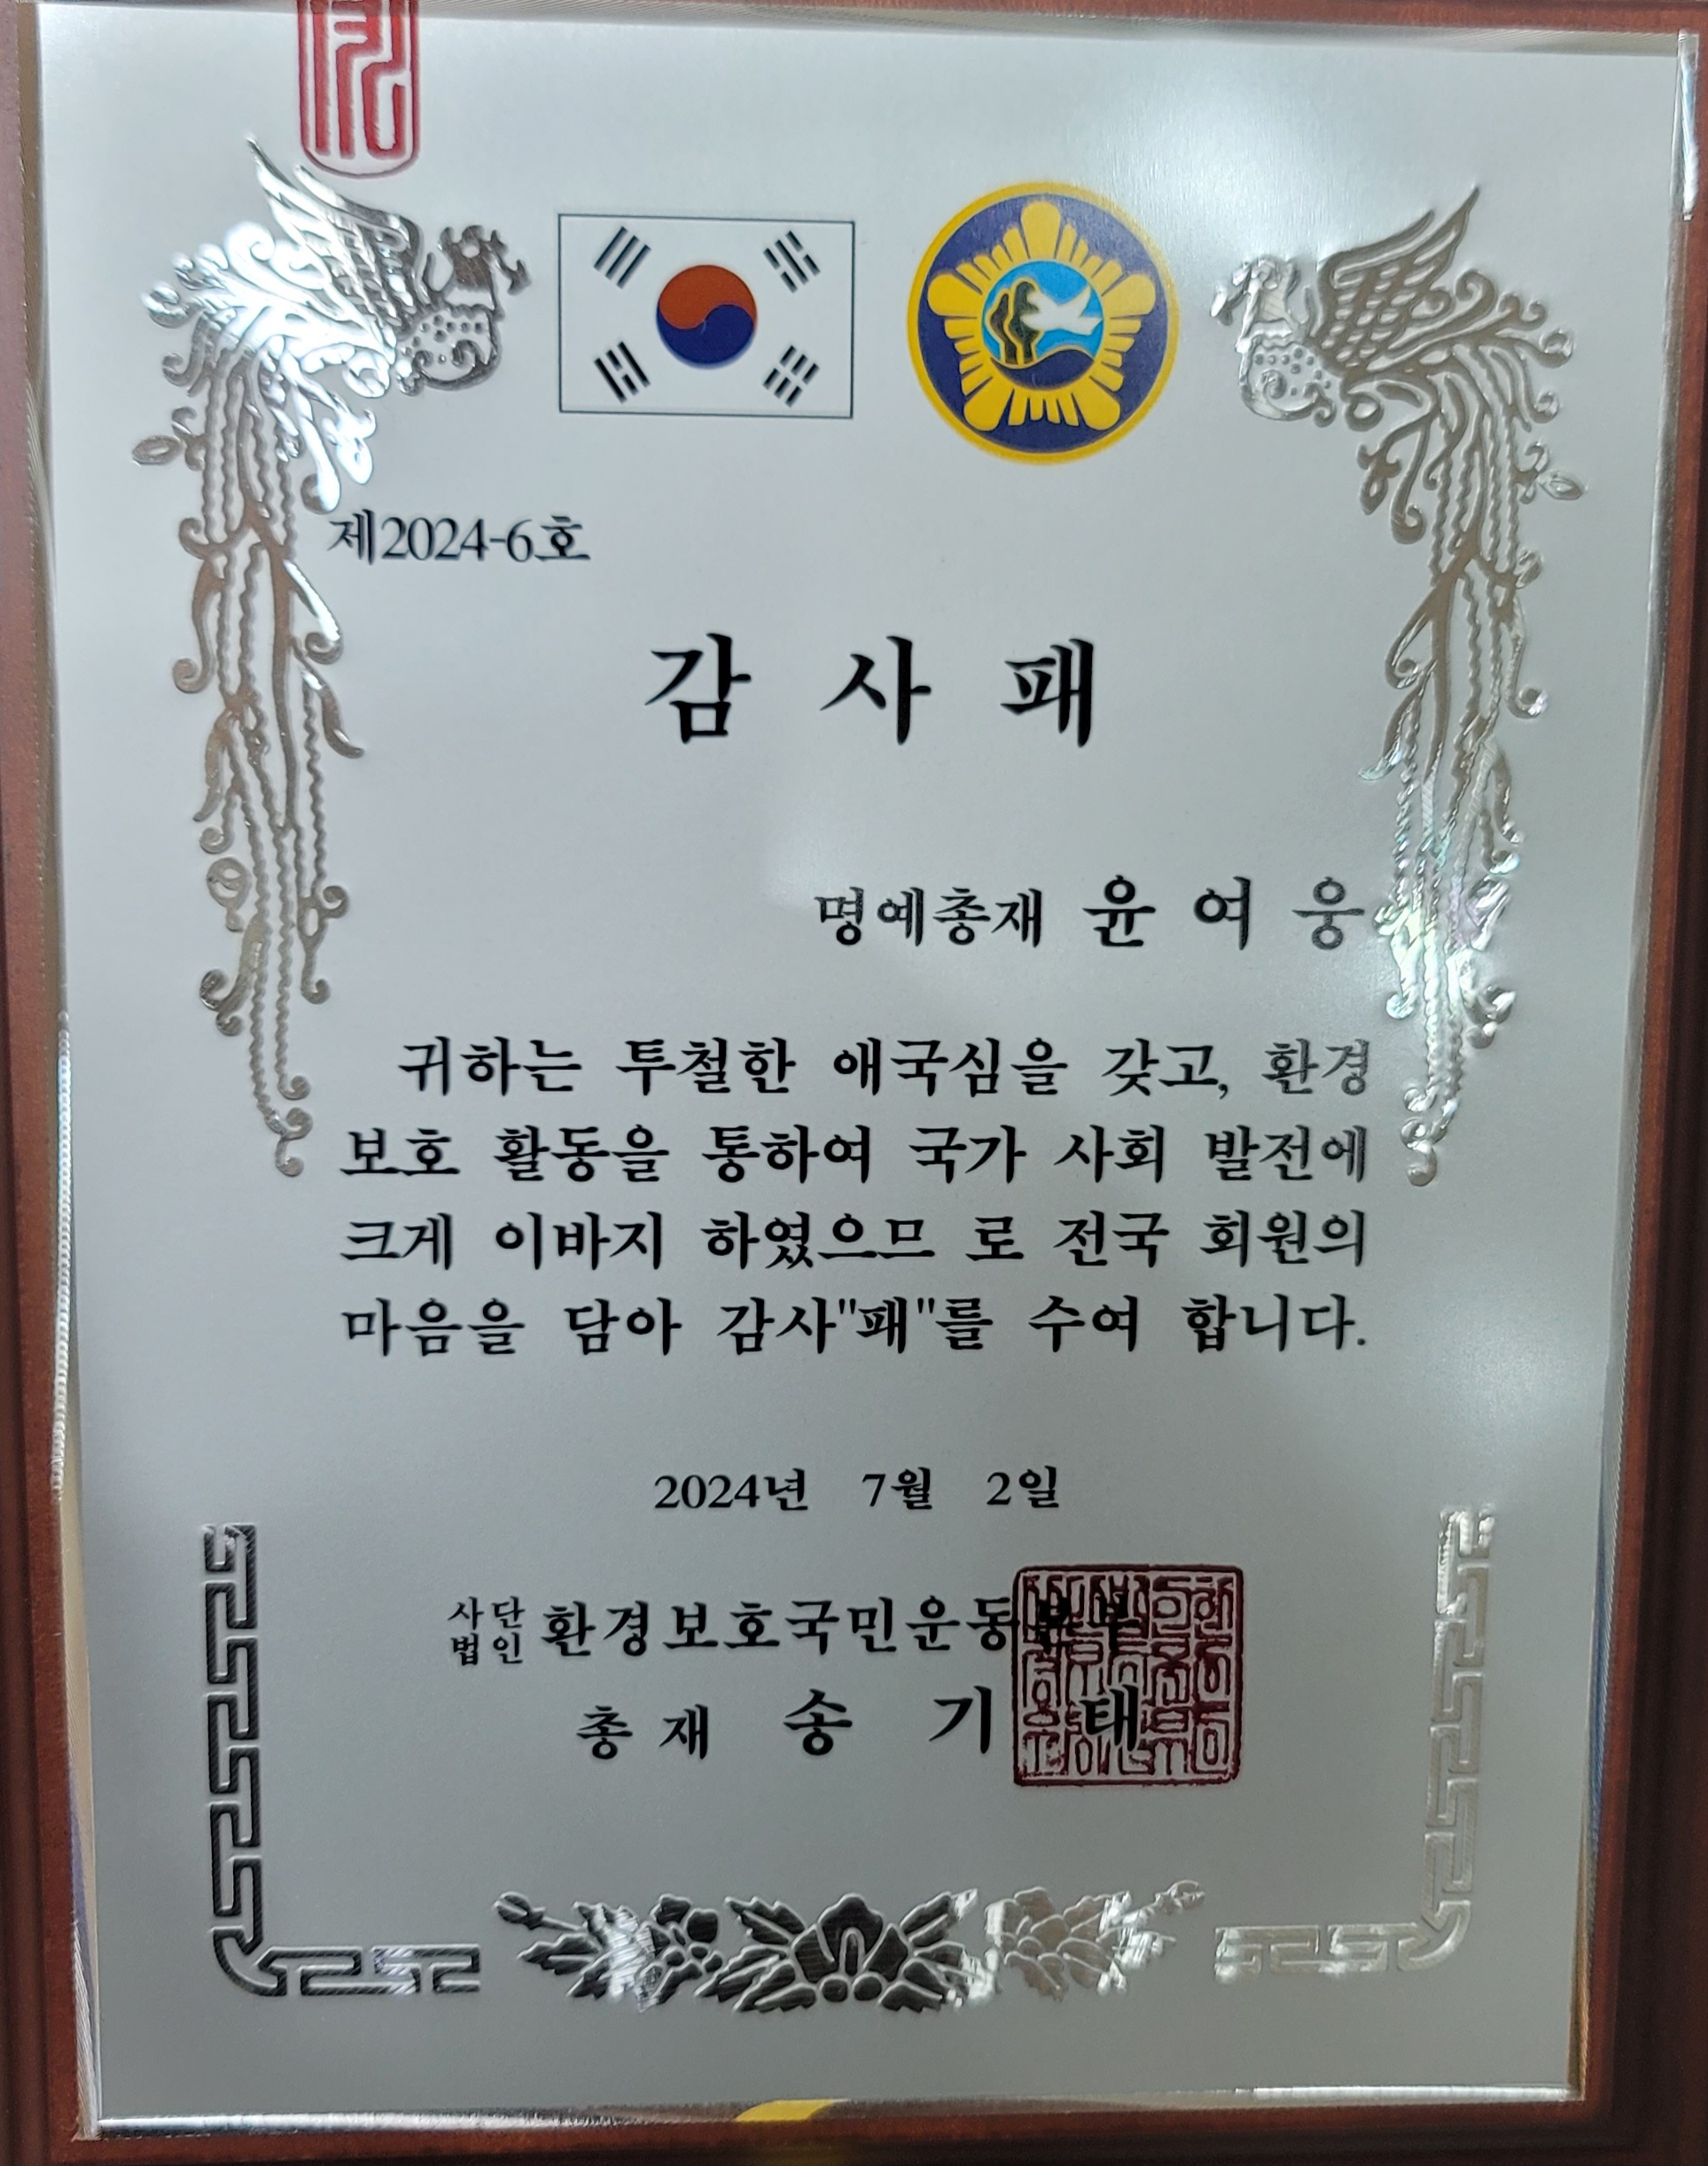 제2024-6호
감 사 패
명예총재 윤 여 웅
귀하는 투철한 애국심을 갖고, 환경
보호 활동을 통하여 국가 사회 발전에
크게 이바지 하였으므 로 전국 회원의
마음을 담아 감사"패"를 수여 합니다.
2024년 7월 2일
사단법인 환경보호국민운동본부
총 재 송 기 태